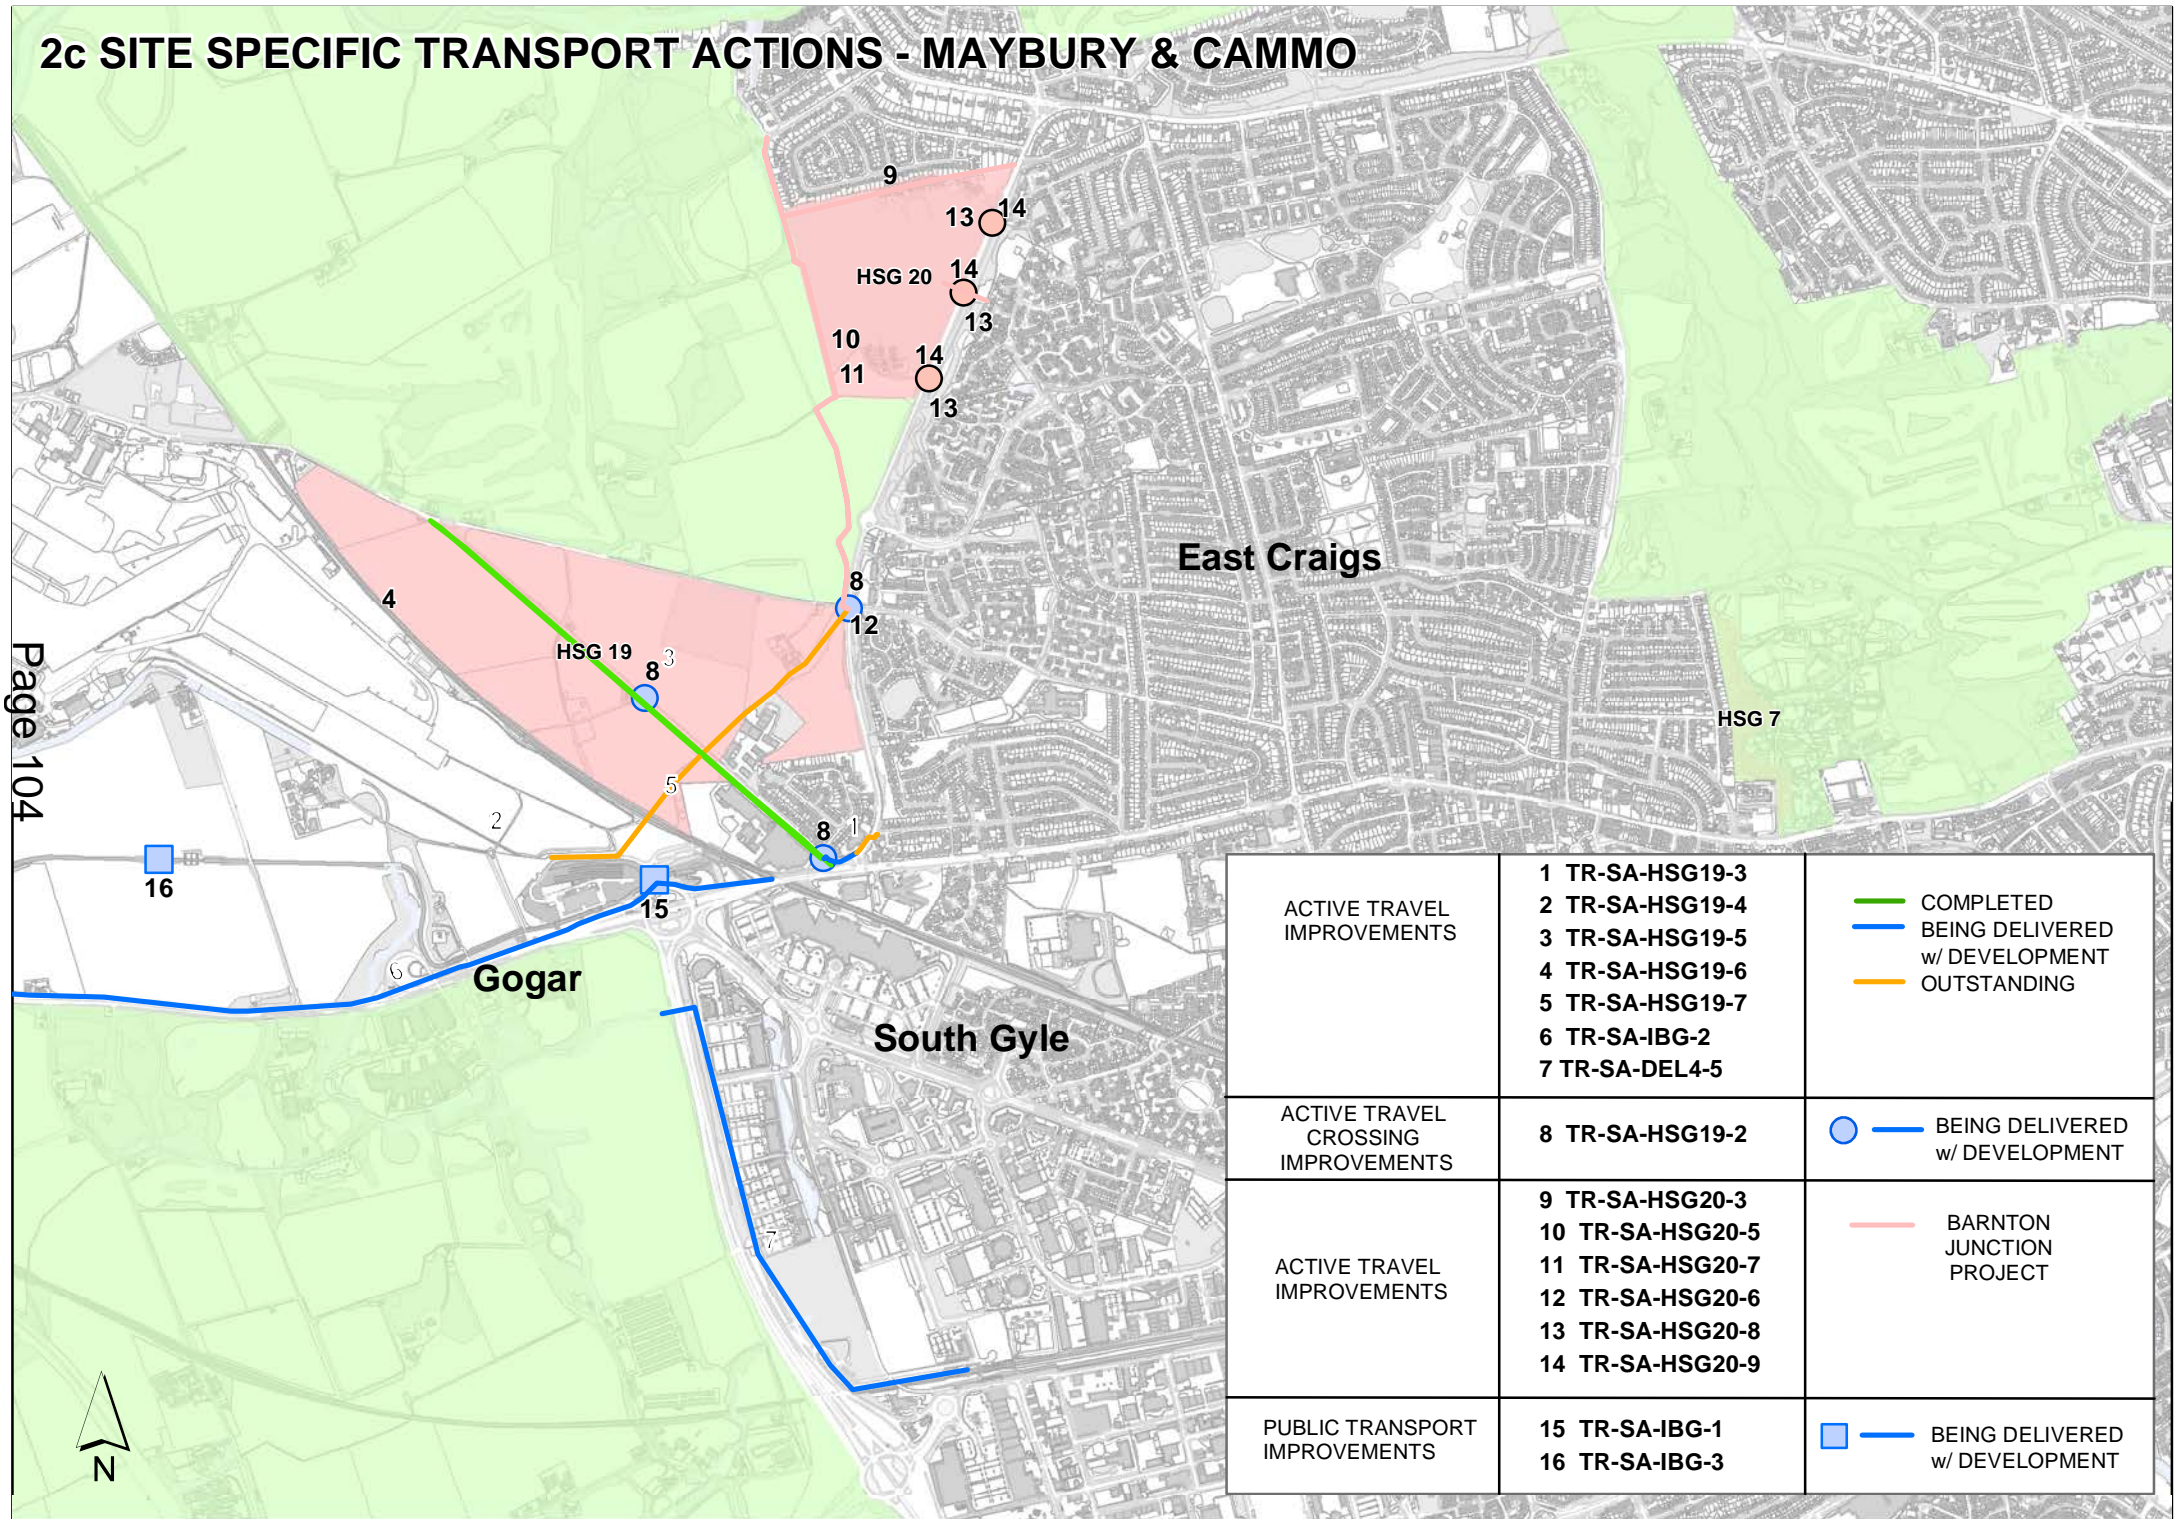 2c SITE SPECIFIC TRANSPORT ACTIONS - MAYBURY & CAMMO
9
13
14
HSG 20
14
13
10
14
11
13
East Craigs
4
8
12
HSG 19
3
8
HSG 7
Page 104
5
2
8
1
16
15
6
Gogar
South Gyle
7
N
ACTIVE TRAVEL
IMPROVEMENTS
1 TR-SA-HSG19-3
2 TR-SA-HSG19-4
3 TR-SA-HSG19-5
4 TR-SA-HSG19-6
5 TR-SA-HSG19-7
6 TR-SA-IBG-2
7 TR-SA-DEL4-5
COMPLETED
BEING DELIVERED
w/ DEVELOPMENT
OUTSTANDING
ACTIVE TRAVEL
CROSSING
IMPROVEMENTS
8 TR-SA-HSG19-2
BEING DELIVERED
w/ DEVELOPMENT
ACTIVE TRAVEL
IMPROVEMENTS
9 TR-SA-HSG20-3
10 TR-SA-HSG20-5
11 TR-SA-HSG20-7
12 TR-SA-HSG20-6
13 TR-SA-HSG20-8
14 TR-SA-HSG20-9
BARNTON
JUNCTION
PROJECT
PUBLIC TRANSPORT
IMPROVEMENTS
15 TR-SA-IBG-1
16 TR-SA-IBG-3
BEING DELIVERED
w/ DEVELOPMENT